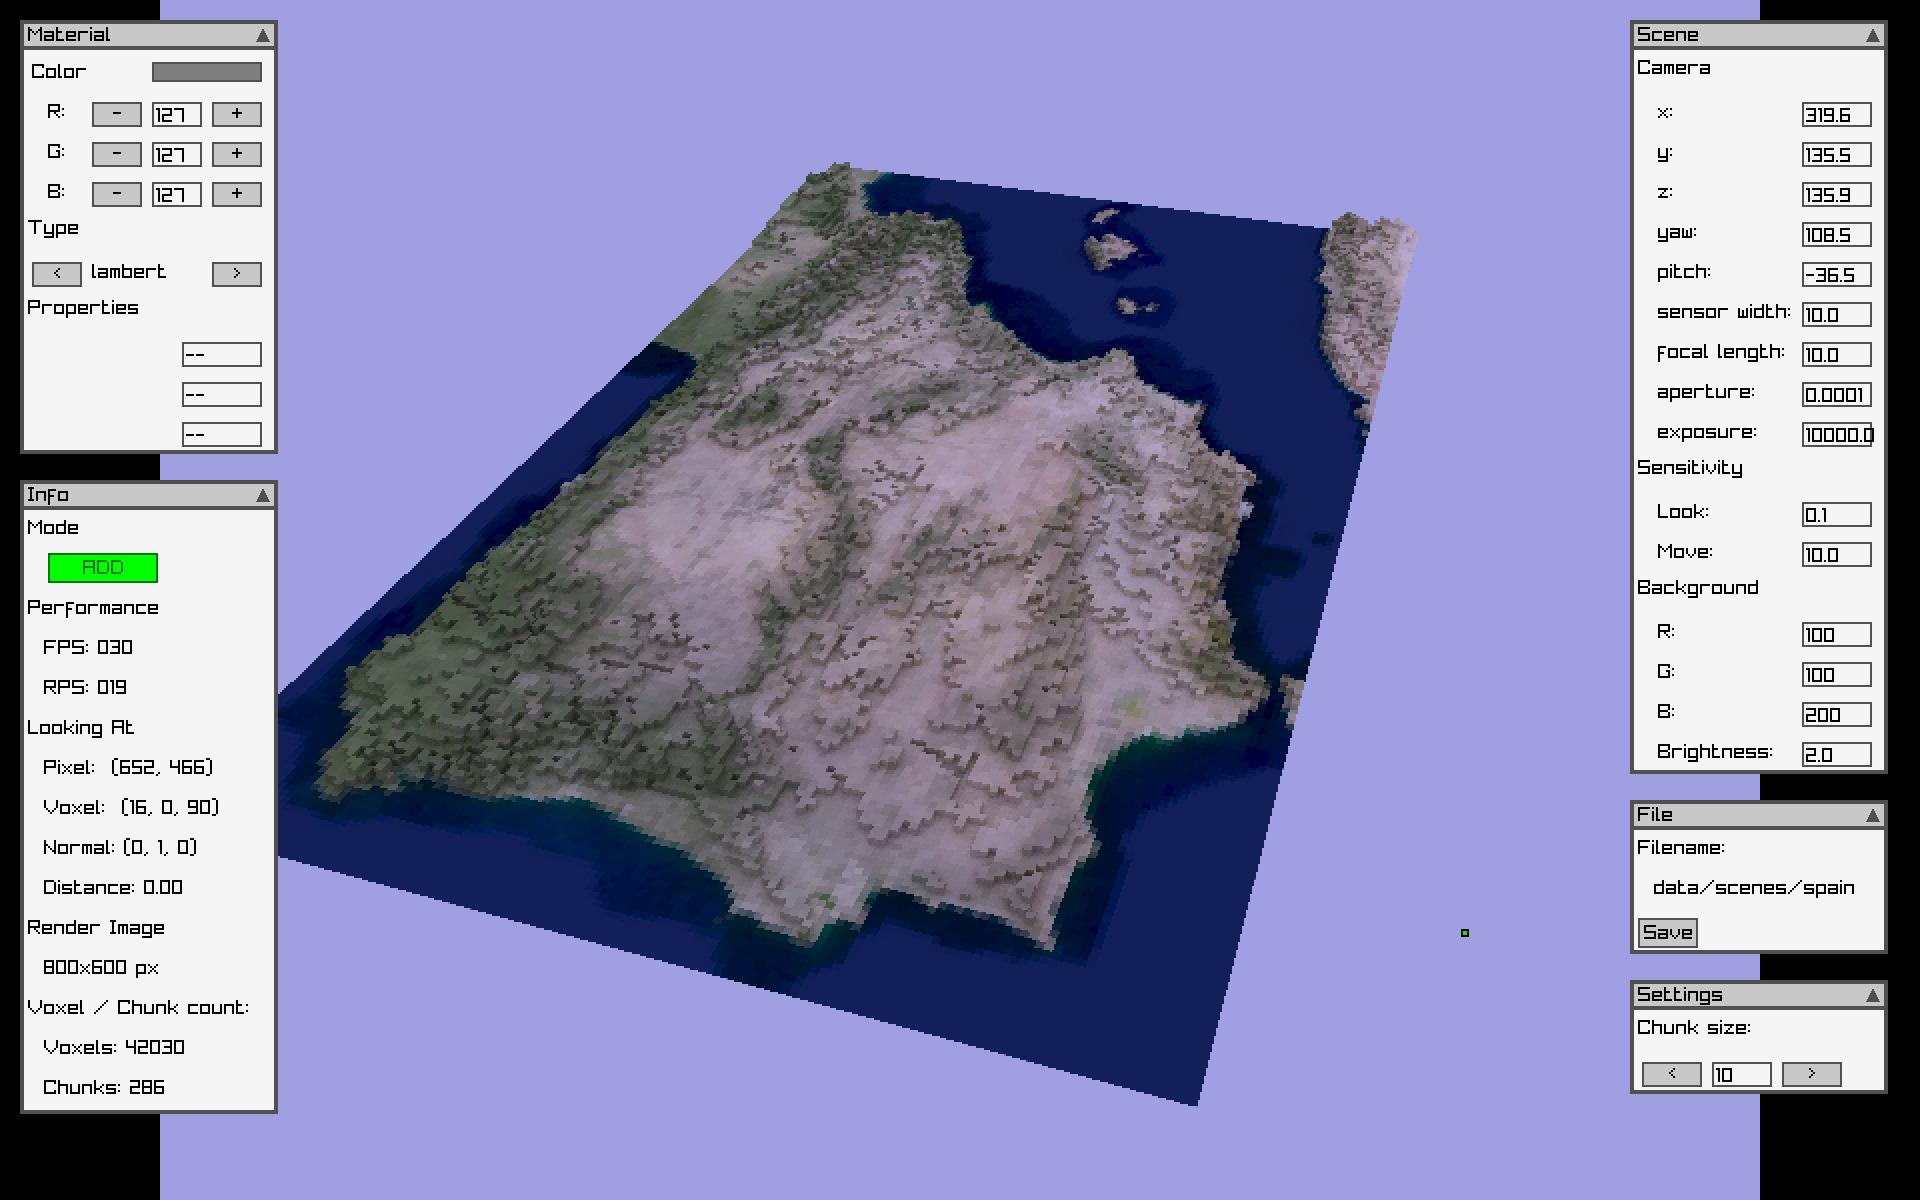 Material
Color
R: - 127 +
G: - 127 +
B: - 127 +
Type
< lambert >
Properties
--
--
--
Info
Mode
ADD
Performance
FPS: 030
RPS: 019
Looking At
Pixel: (652, 466)
Voxel: (16, 0, 90)
Normal: (0, 1, 0)
Distance: 0.00
Render Image
800x600 px
Voxel / Chunk count:
Voxels: 42030
Chunks: 286
Scene
Camera
x: 319.6
y: 135.5
z: 135.9
yaw: 108.5
pitch: -36.5
sensor width: 10.0
focal length: 10.0
aperture: 0.0001
exposure: 10000.0
Sensitivity
Look: 0.1
Move: 10.0
Background
R: 100
G: 100
B: 200
Brightness: 2.0
File
Filename:
data/scenes/spain
Save
Settings
Chunk size:
< 10 >